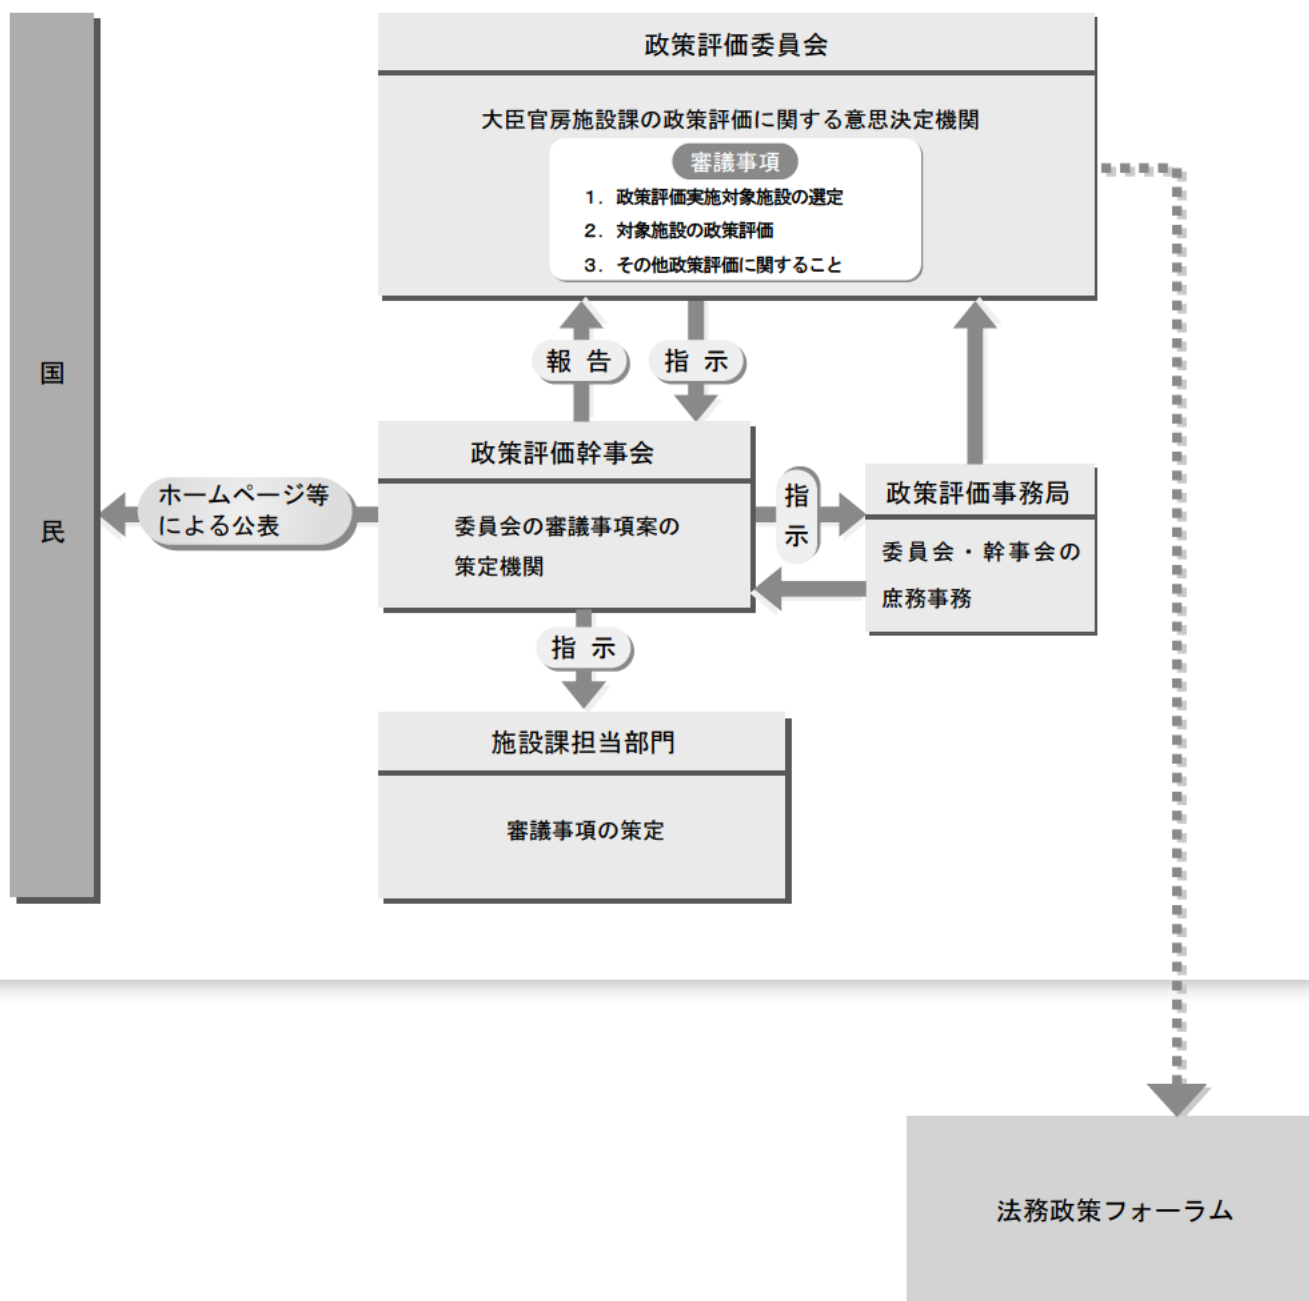 政策評価委員会
大臣官房施設課の政策評価に関する意思決定機関
審議事項
1．政策評価実施対象施設の選定
2．対象施設の政策評価
3．その他政策評価に関すること
報 告
指 示
国
民
ホームページ等
による公表
政策評価幹事会
委員会の審議事項案の
策定機関
指
示
政策評価事務局
委員会・幹事会の
庶務事務
指 示
施設課担当部門
審議事項の策定
法務政策フォーラム